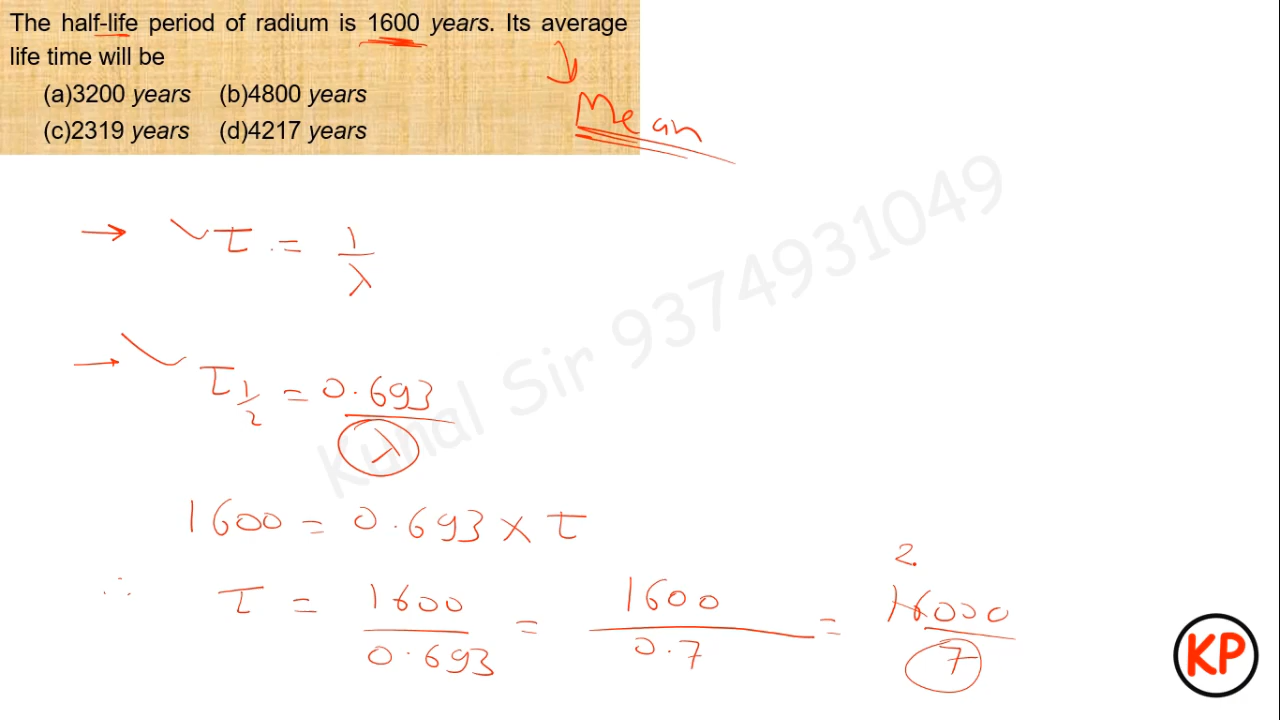 The half-life period of radium is 1600 years. Its average
life time will be
(a)3200 years (b)4800 years
(c)2319 years (d)4217 years
Mean
→ τ = 1/λ
→ τ 1/2 = 0.693/λ
1600 = 0.693 × τ
∴ τ = 1600/0.693 = 1600/0.7 = 16000/7
2.
Kunal Sir 9374931049
KP